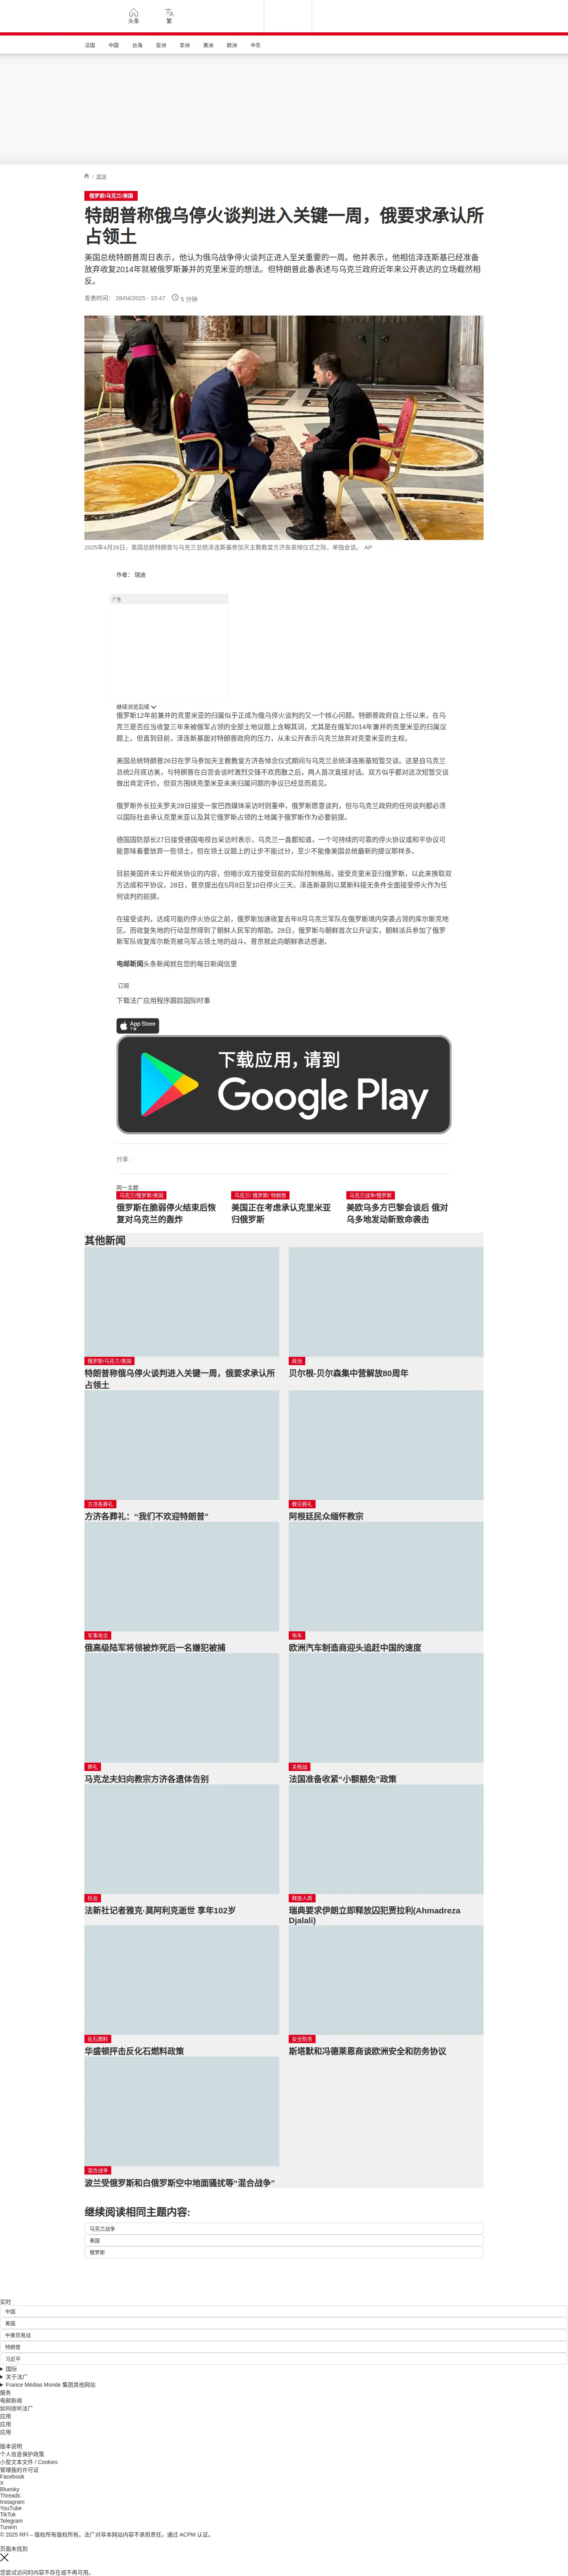 头条
繁
法国
中国
台海
亚洲
非洲
美洲
欧洲
中东
/ 欧洲
俄罗斯/乌克兰/美国
特朗普称俄乌停火谈判进入关键一周，俄要求承认所
占领土
美国总统特朗普周日表示，他认为俄乌战争停火谈判正进入至关重要的一周。他并表示，他相信泽连斯基已经准备
放弃收复2014年就被俄罗斯兼并的克里米亚的想法。但特朗普此番表述与乌克兰政府近年来公开表达的立场截然相
反。
发表时间： 28/04/2025 - 15:47
5 分钟
2025年4月26日，美国总统特朗普与乌克兰总统泽连斯基参加天主教教皇方济各哀悼仪式之际，单独会谈。 AP
作者： 瑞迪
广告
继续浏览后续
俄罗斯12年前兼并的克里米亚的归属似乎正成为俄乌停火谈判的又一个核心问题。特朗普政府自上任以来，在乌
克兰是否应当收复三年来被俄军占领的全部土地议题上含糊其词，尤其是在俄军2014年兼并的克里米亚的归属议
题上。但直到目前，泽连斯基面对特朗普政府的压力，从未公开表示乌克兰放弃对克里米亚的主权。
美国总统特朗普26日在罗马参加天主教教皇方济各悼念仪式期间与乌克兰总统泽连斯基短暂交谈。这是自乌克兰
总统2月底访美，与特朗普在白宫会谈时激烈交锋不欢而散之后，两人首次直接对话。双方似乎都对这次短暂交谈
做出肯定评价。但双方围绕克里米亚未来归属问题的争议已经显而易见。
俄罗斯外长拉夫罗夫28日接受一家巴西媒体采访时则重申，俄罗斯愿意谈判，但与乌克兰政府的任何谈判都必须
以国际社会承认克里米亚以及其它俄罗斯占领的土地属于俄罗斯作为必要前提。
德国国防部长27日接受德国电视台采访时表示，乌克兰一直都知道，一个可持续的可靠的停火协议或和平协议可
能意味着要放弃一些领土，但在领土议题上的让步不能过分，至少不能像美国总统最新的提议那样多。
目前美国并未公开相关协议的内容，但暗示双方接受目前的实际控制格局，接受克里米亚归俄罗斯，以此来换取双
方达成和平协议。28日，普京提出在5月8日至10日停火三天。泽连斯基则以莫斯科接无条件全面接受停火作为任
何谈判的前提。
在接受谈判，达成可能的停火协议之前，俄罗斯加速收复去年8月乌克兰军队在俄罗斯境内突袭占领的库尔斯克地
区。而收复失地的行动显然得到了朝鲜人民军的帮助。28日，俄罗斯与朝鲜首次公开证实，朝鲜派兵参加了俄罗
斯军队收复库尔斯克被乌军占领土地的战斗。普京就此向朝鲜表达感谢。
电邮新闻头条新闻就在您的每日新闻信里
订阅
下载法广应用程序跟踪国际时事
App Store
下载
下载应用，请到
Google Play
分享 :
同一主题
乌克兰/俄罗斯/美国
俄罗斯在脆弱停火结束后恢
复对乌克兰的轰炸
乌克兰/ 俄罗斯/ 特朗普
美国正在考虑承认克里米亚
归俄罗斯
乌克兰战争/俄罗斯
美欧乌多方巴黎会谈后 俄对
乌多地发动新致命袭击
其他新闻
俄罗斯/乌克兰/美国
特朗普称俄乌停火谈判进入关键一周，俄要求承认所
占领土
政治
贝尔根-贝尔森集中营解放80周年
方济各葬礼
方济各葬礼：“我们不欢迎特朗普”
教宗葬礼
阿根廷民众缅怀教宗
军事攻击
俄高级陆军将领被炸死后一名嫌犯被捕
电车
欧洲汽车制造商迎头追赶中国的速度
葬礼
马克龙夫妇向教宗方济各遗体告别
关税战
法国准备收紧“小额豁免”政策
社会
法新社记者雅克·莫阿利克逝世 享年102岁
释放人质
瑞典要求伊朗立即释放囚犯贾拉利(Ahmadreza
Djalali)
化石燃料
华盛顿抨击反化石燃料政策
安全防务
斯塔默和冯德莱恩商谈欧洲安全和防务协议
混合战争
波兰受俄罗斯和白俄罗斯空中地面骚扰等“混合战争”
继续阅读相同主题内容:
乌克兰战争
美国
俄罗斯
实时
中国
美国
中美贸易战
特朗普
习近平
国际
关于法广
France Médias Monde 集团其他网站
服务
电邮新闻
如何收听法广
应用
应用
应用
版本说明
个人信息保护政策
小型文本文件 / Cookies
管理我的许可证
Facebook
X
Bluesky
Threads
Instagram
YouTube
TikTok
Telegram
TuneIn
© 2025 RFI – 版权所有版权所有。法广对非本网站内容不承担责任。通过 ACPM 认证。
页面未找到
您尝试访问的内容不存在或不再可用。